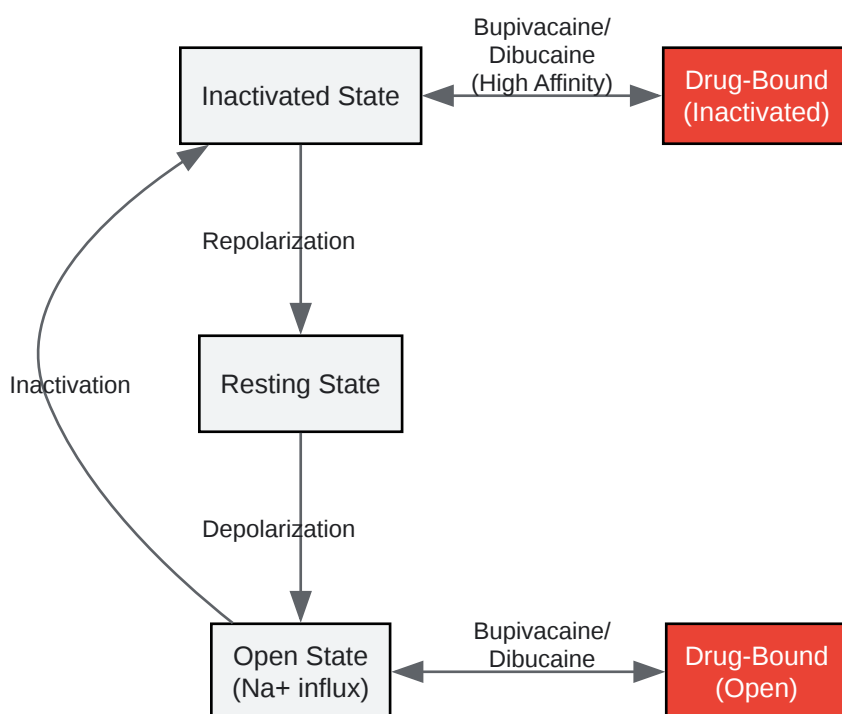 Bupivacaine/
Dibucaine
(High Affinity)
Inactivated State
Drug-Bound
(Inactivated)
Repolarization
Resting State
Inactivation
Depolarization
Bupivacaine/
Dibucaine
Open State
(Na+ influx)
Drug-Bound
(Open)